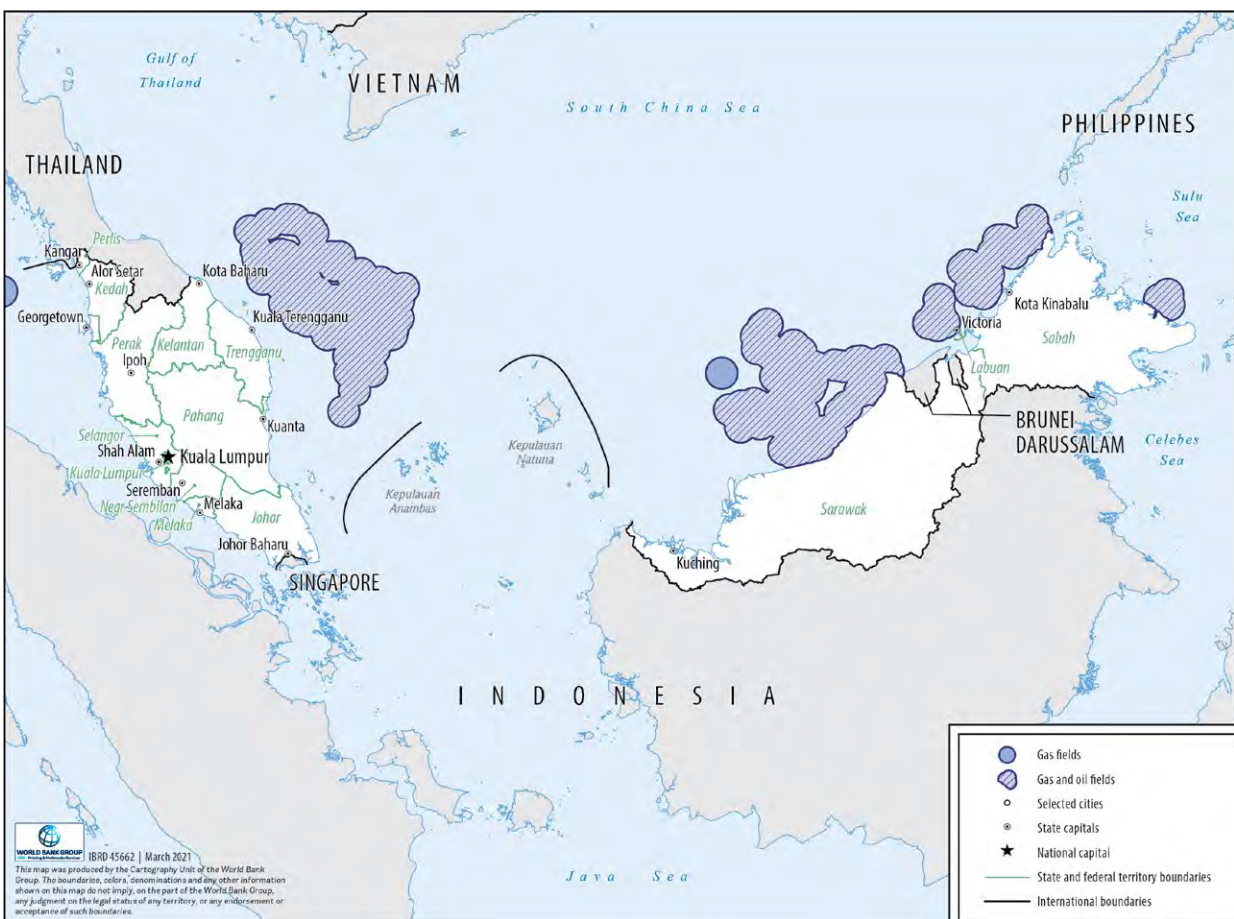 Gulf of
Thailand
VIETNAM
South China Sea
PHILIPPINES
THAILAND
Sulu
Sea
Perlis
Kangar
Alor Setar
Kedah
Kota Baharu
Georgetown
Kuala Terengganu
Perak
Kelantan
Trengganu
Ipoh
Kota Kinabalu
Victoria
Sabah
Labuan
Pahang
Kuanta
BRUNEI
DARUSSALAM
Selangor
Shah Alam
Kuala Lumpur
Kuala-Lumpur
Seremban
Negr Sembilan
Melaka
Melaka
Johor
Kepulauan
Natuna
Kepulauan
Anambas
Celebes
Sea
Sarawak
Johor Baharu
SINGAPORE
Kuching
INDONESIA
Java Sea
Gas fields
Gas and oil fields
Selected cities
State capitals
National capital
State and federal territory boundaries
International boundaries
WORLD BANK GROUP
IBRD 45662 | March 2021
This map was produced by the Cartography Unit of the World Bank
Group. The boundaries, colors, denominations and any other information
shown on this map do not imply, on the part of the World Bank Group,
any judgment on the legal status of any territory, or any endorsement or
acceptance of such boundaries.